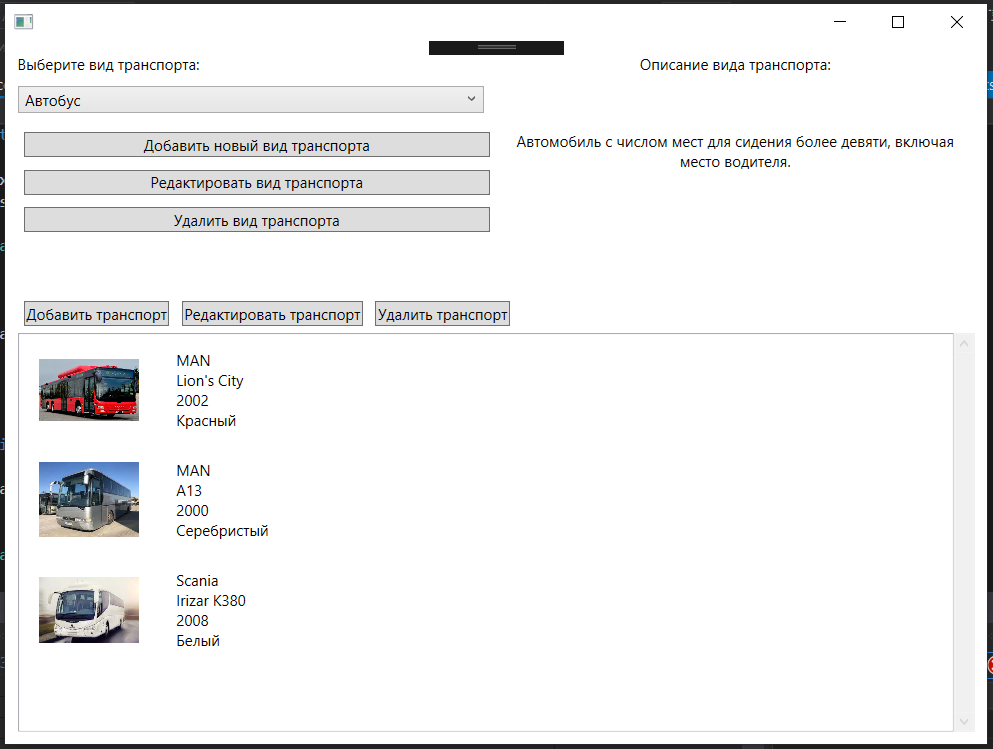 Выберите вид транспорта:
Описание вида транспорта:
Автобус
Добавить новый вид транспорта
Автомобиль с числом мест для сидения более девяти, включая
место водителя.
Редактировать вид транспорта
Удалить вид транспорта
Добавить транспорт
Редактировать транспорт
Удалить транспорт
MAN
Lion's City
2002
Красный
MAN
A13
2000
Серебристый
Scania
Irizar K380
2008
Белый